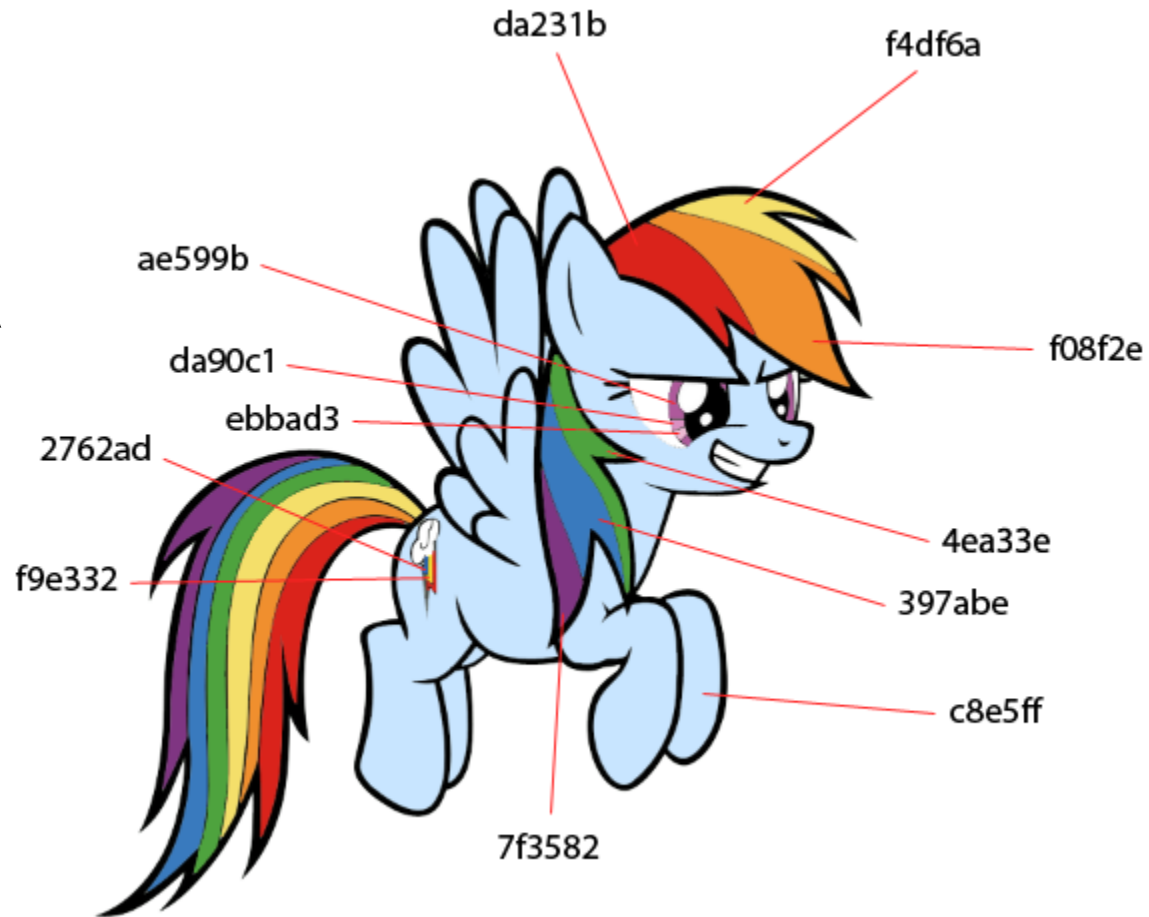 da231b
f4df6a
ae599b
f08f2e
da90c1
ebbad3
2762ad
4ea33e
f9e332
397abe
c8e5ff
7f3582